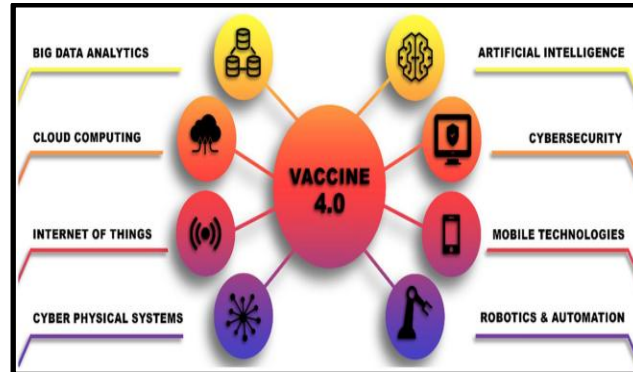 BIG DATA ANALYTICS
ARTIFICIAL INTELLIGENCE
CLOUD COMPUTING
CYBERSECURITY
VACCINE
4.0
INTERNET OF THINGS
MOBILE TECHNOLOGIES
CYBER PHYSICAL SYSTEMS
ROBOTICS & AUTOMATION